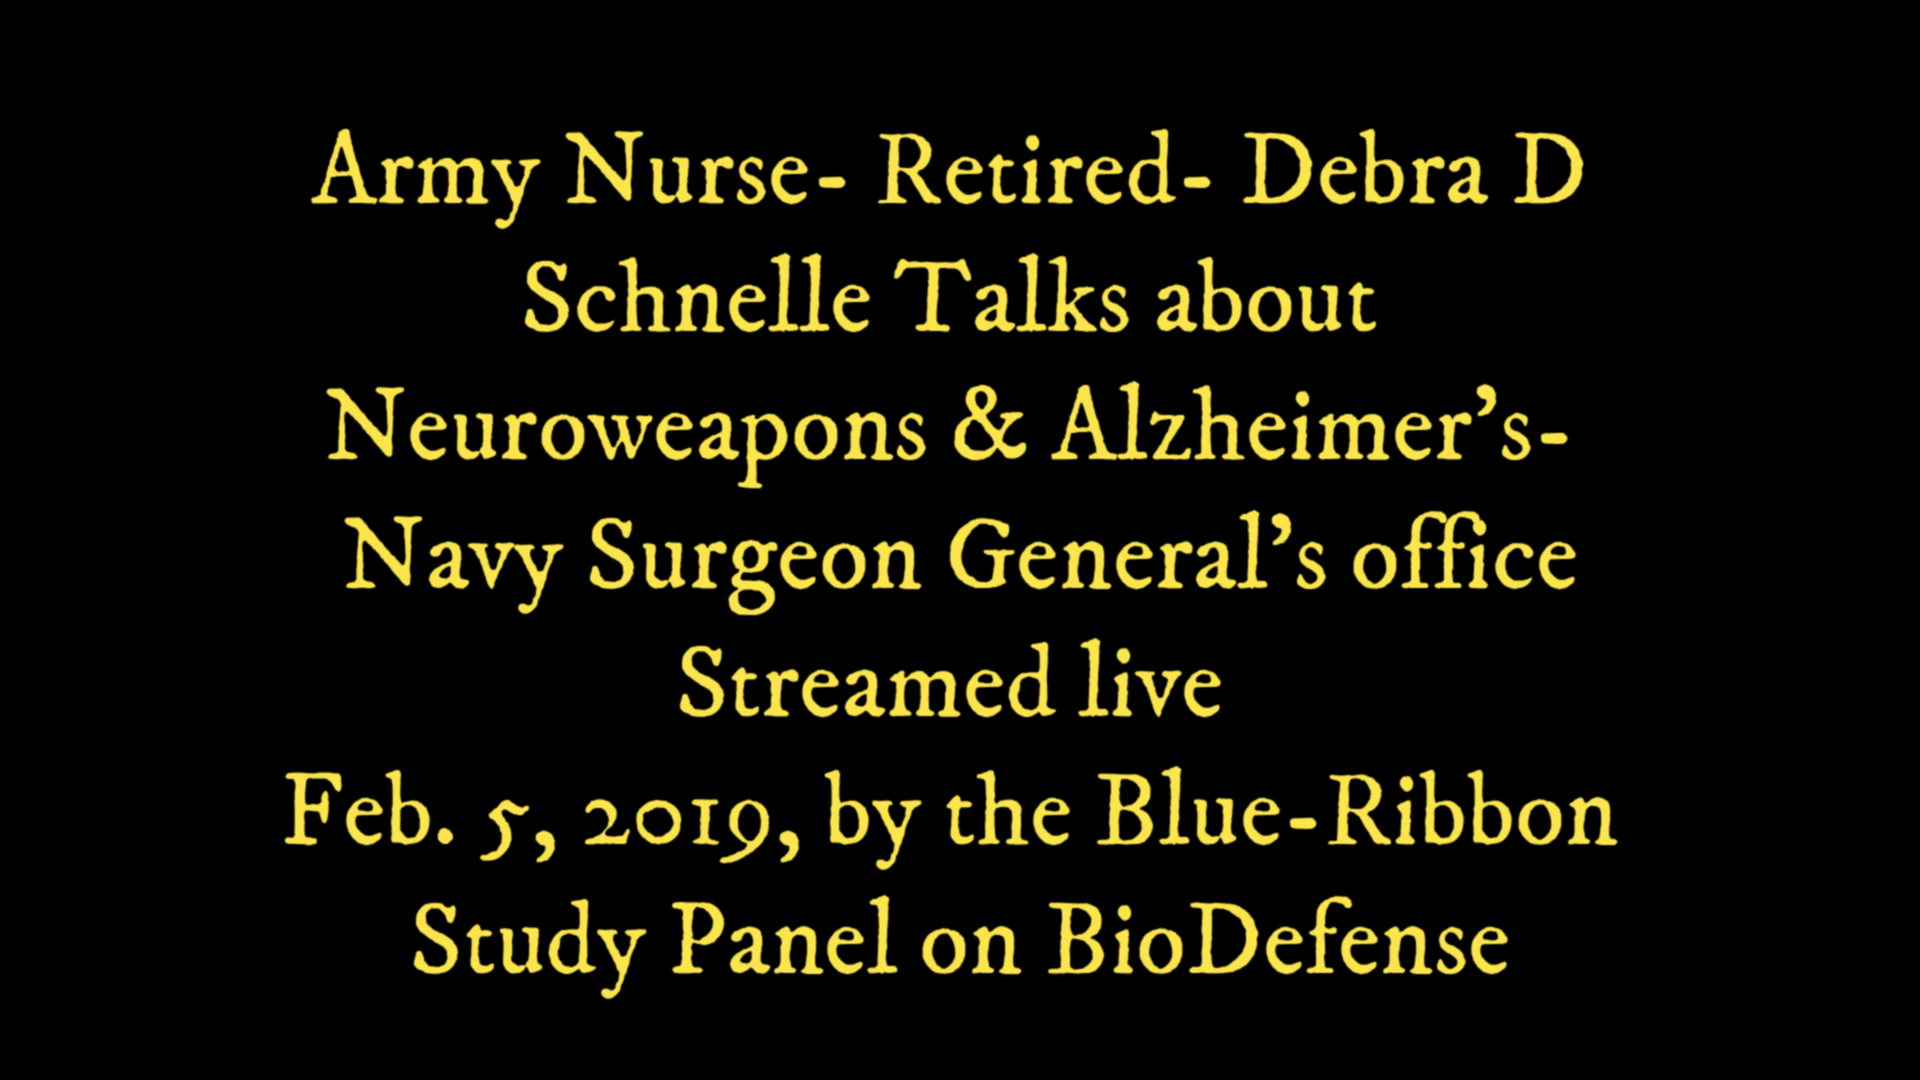 Army Nurse- Retired- Debra D
Schnelle Talks about
Neuroweapons & Alzheimer's-
Navy Surgeon General's office
Streamed live
Feb. 5, 2019, by the Blue-Ribbon
Study Panel on BioDefense